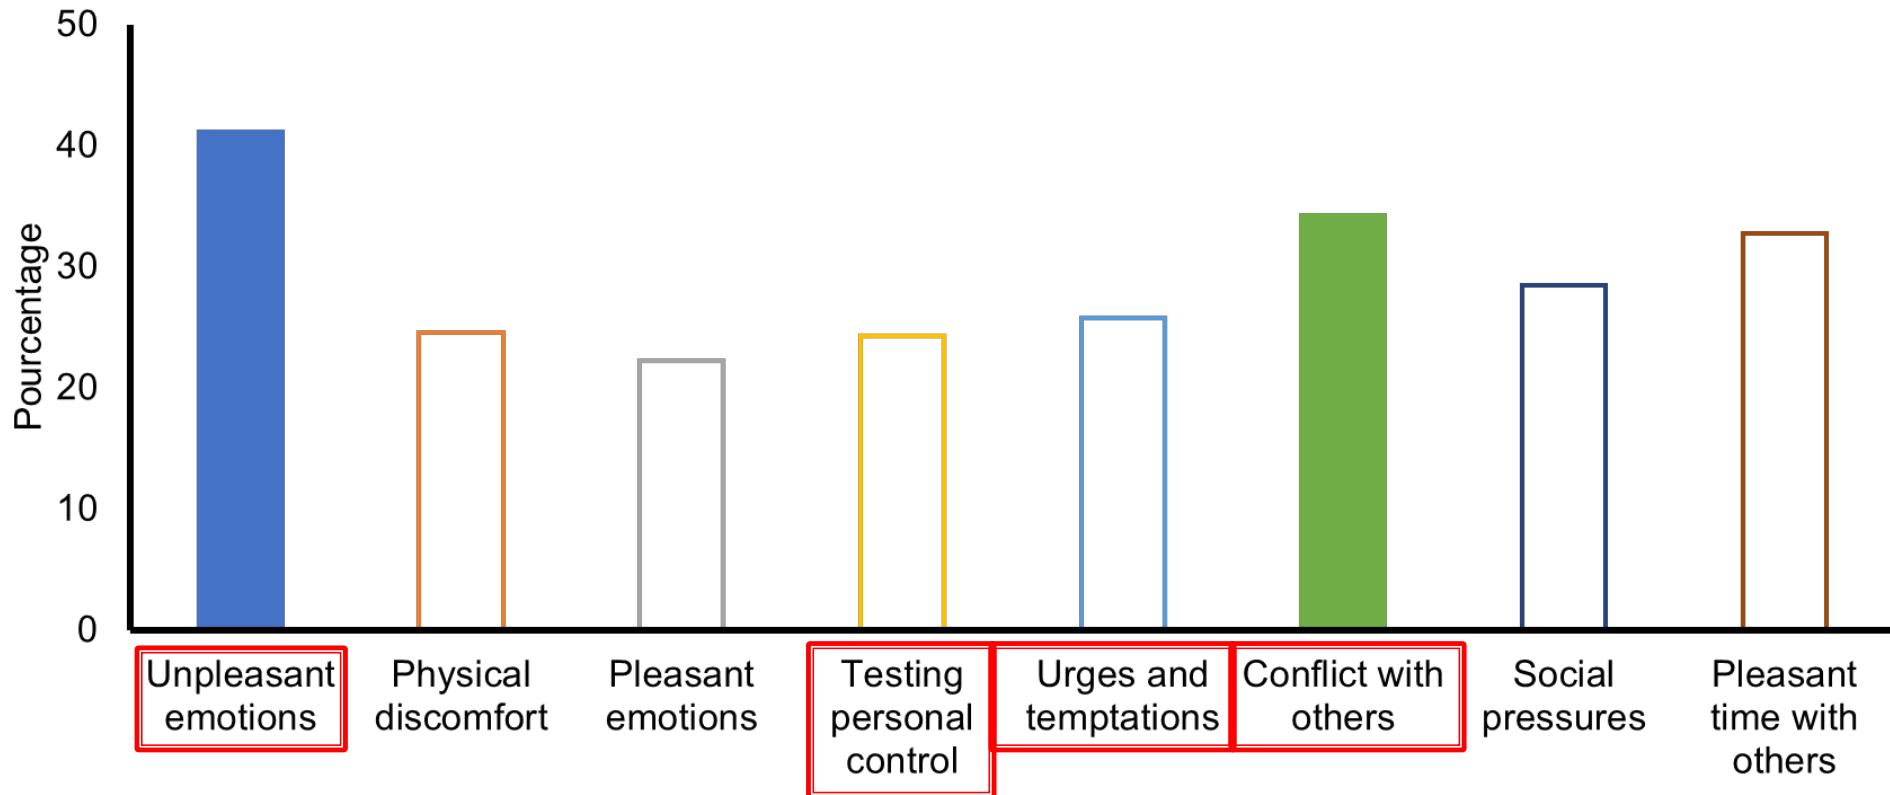 50
40
30
20
10
0
Pourcentage
Unpleasant
emotions
Physical
discomfort
Pleasant
emotions
Testing
personal
control
Urges and
temptations
Conflict with
others
Social
pressures
Pleasant
time with
others